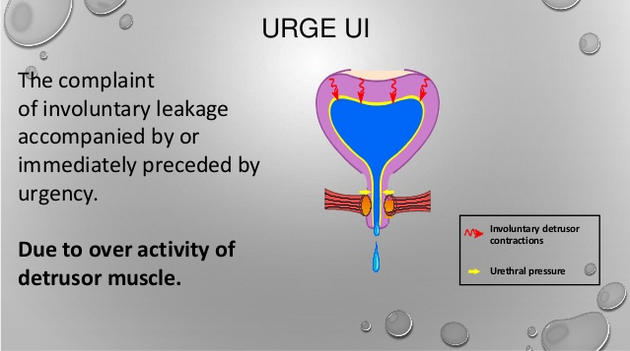 URGE UI
The complaint
of involuntary leakage
accompanied by or
immediately preceded by
urgency.
Due to over activity of
detrusor muscle.
Involuntary detrusor
contractions
Urethral pressure